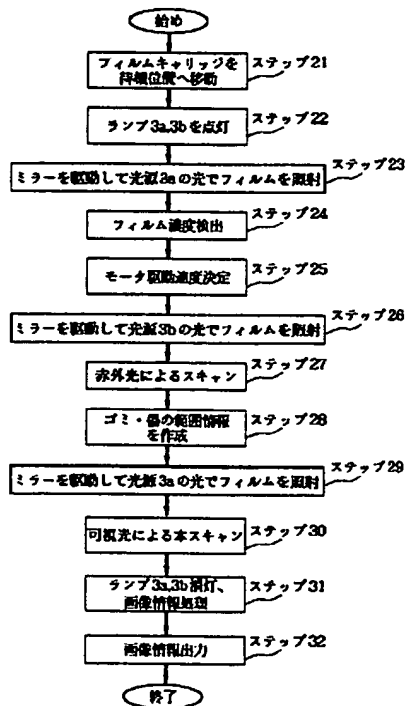 始め
フィルムキャリッジを
待機位置へ移動
ステップ21
ランプ3a,3bを点灯
ステップ22
ミラーを駆動して光源3aの光でフィルムを照射
ステップ23
フィルム濃度検出
ステップ24
モータ駆動速度決定
ステップ25
ミラーを駆動して光源3bの光でフィルムを照射
ステップ26
赤外光によるスキャン
ステップ27
ゴミ・傷の範囲情報
を作成
ステップ28
ミラーを駆動して光源3aの光でフィルムを照射
ステップ29
可視光による本スキャン
ステップ30
ランプ3a,3b消灯、
画像情報処理
ステップ31
画像情報出力
ステップ32
終了